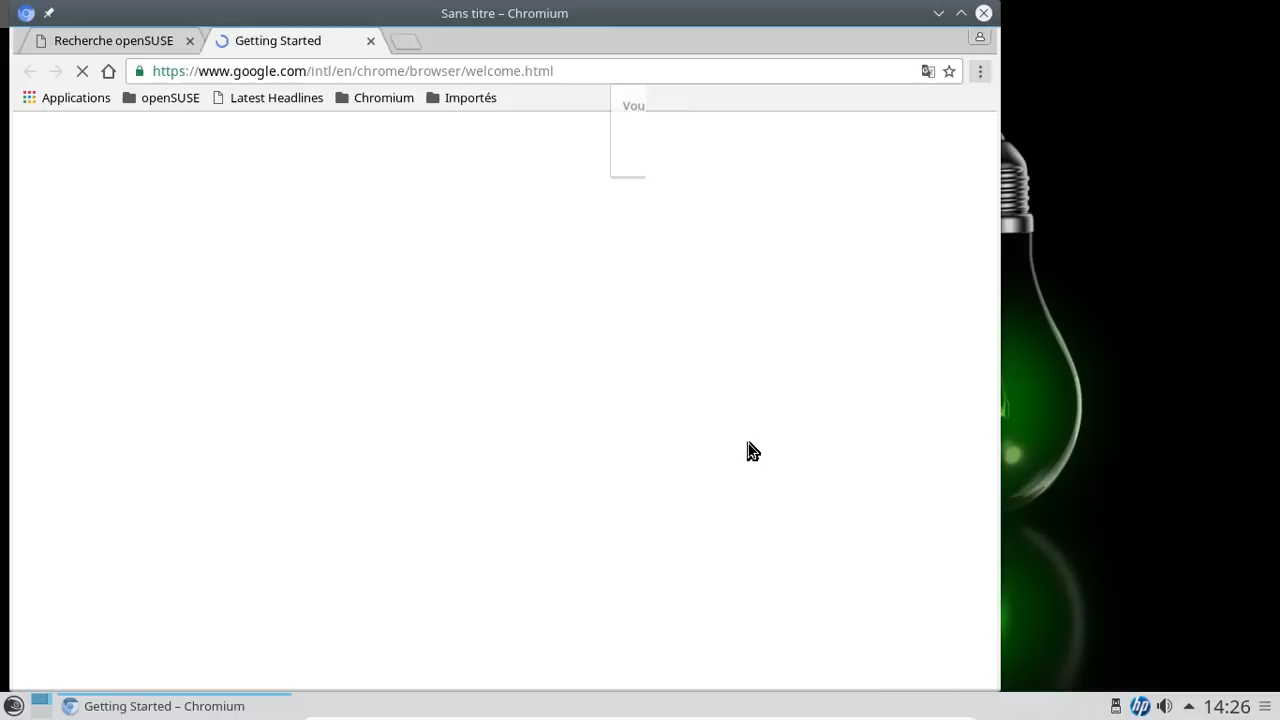 Sans titre – Chromium
Recherche openSUSE
Getting Started
https://www.google.com/intl/en/chrome/browser/welcome.html
Applications
openSUSE
Latest Headlines
Chromium
Importés
Vou
Getting Started – Chromium
hp
14:26